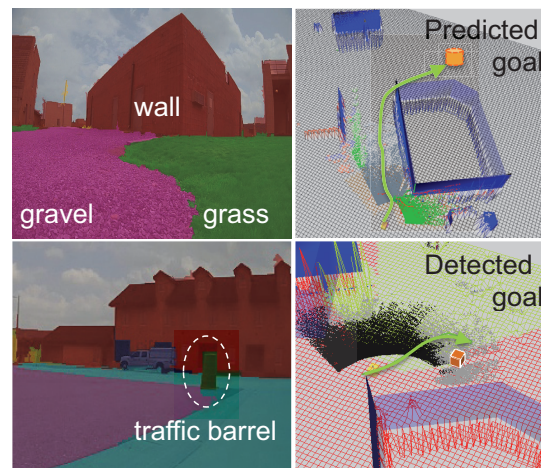 wall
gravel
grass
Predicted
goal
traffic barrel
Detected
goal